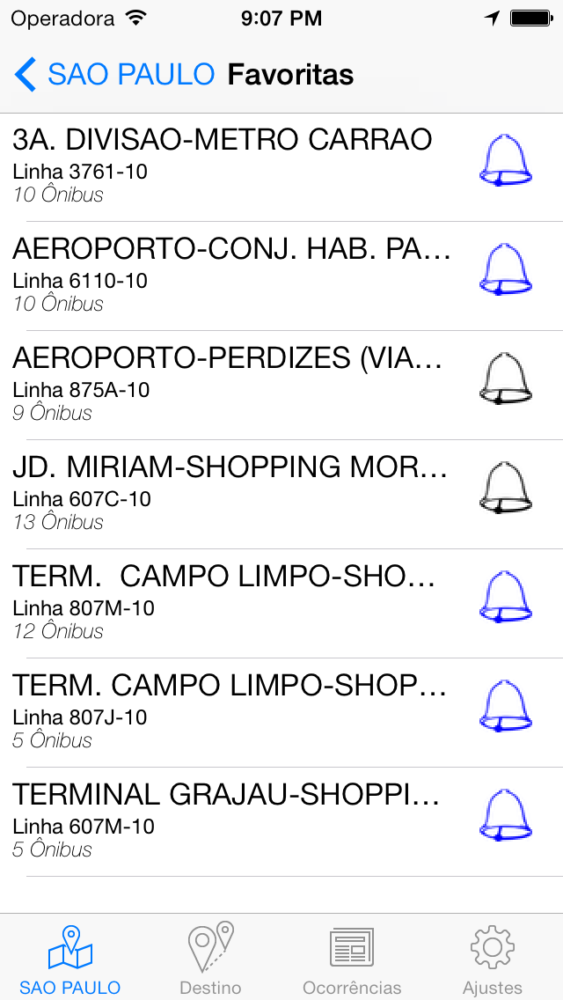 Operadora 9:07 PM
SAO PAULO Favoritas
3A. DIVISAO-METRO CARRAO
Linha 3761-10
10 Ônibus
AEROPORTO-CONJ. HAB. PA...
Linha 6110-10
10 Ônibus
AEROPORTO-PERDIZES (VIA...
Linha 875A-10
9 Ônibus
JD. MIRIAM-SHOPPING MOR...
Linha 607C-10
13 Ônibus
TERM.  CAMPO LIMPO-SHO...
Linha 807M-10
12 Ônibus
TERM. CAMPO LIMPO-SHOP...
Linha 807J-10
5 Ônibus
TERMINAL GRAJAU-SHOPPI...
Linha 607M-10
5 Ônibus
SAO PAULO Destino Ocorrências Ajustes